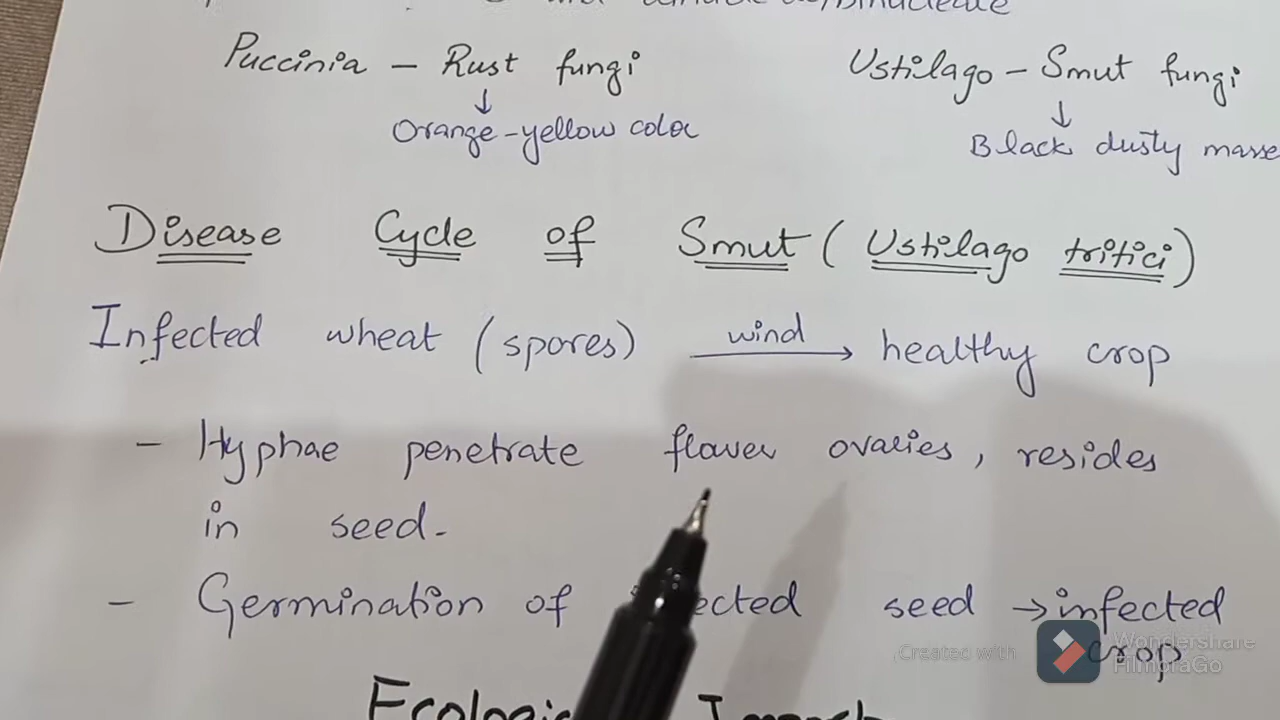 Puccinia – Rust fungi
Ustilago – Smut fungi
↓
↓
Orange-yellow color
Black dusty masse
Disease Cycle of Smut (Ustilago tritici)
Infected wheat (spores) wind → healthy crop
– Hyphae penetrate flower ovaries, resides
in seed.
– Germination of ected seed → infected
crop
Created with Wondershare FilmoraGo